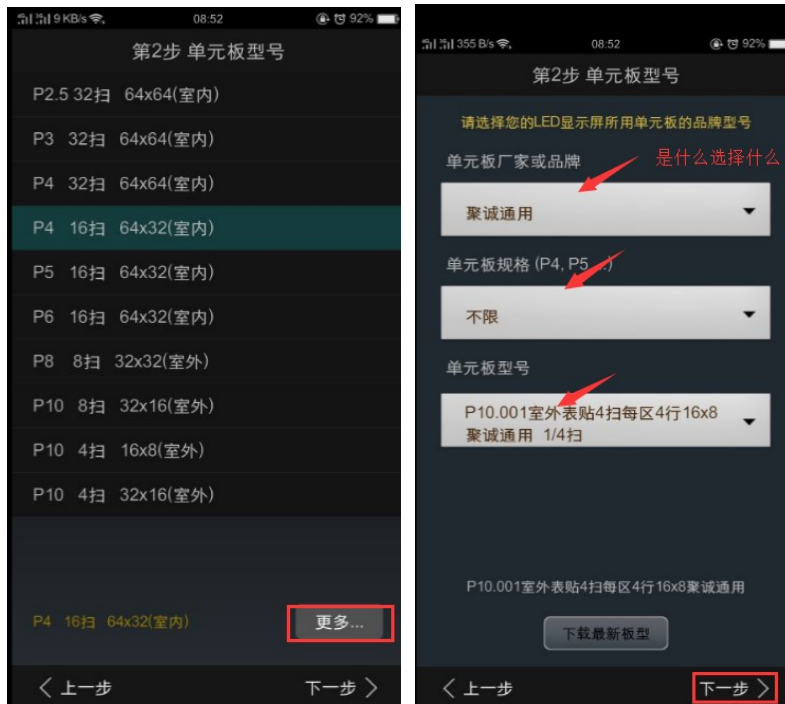 9 KB/s
08:52
92%
第2步 单元板型号
P2.5 32扫 64x64(室内)
P3 32扫 64x64(室内)
P4 32扫 64x64(室内)
P4 16扫 64x32(室内)
P5 16扫 64x32(室内)
P6 16扫 64x32(室内)
P8 8扫 32x32(室外)
P10 8扫 32x16(室外)
P10 4扫 16x8(室外)
P10 4扫 32x16(室外)
P4 16扫 64x32(室内)
更多...
上一步
下一步
355 B/s
08:52
92%
第2步 单元板型号
请选择您的LED显示屏所用单元板的品牌型号
单元板厂家或品牌
是什么选择什么
聚诚通用
单元板规格 (P4, P5...)
不限
单元板型号
P10.001室外表贴4扫每区4行16x8
聚诚通用 1/4扫
P10.001室外表贴4扫每区4行16x8聚诚通用
下载最新板型
上一步
下一步